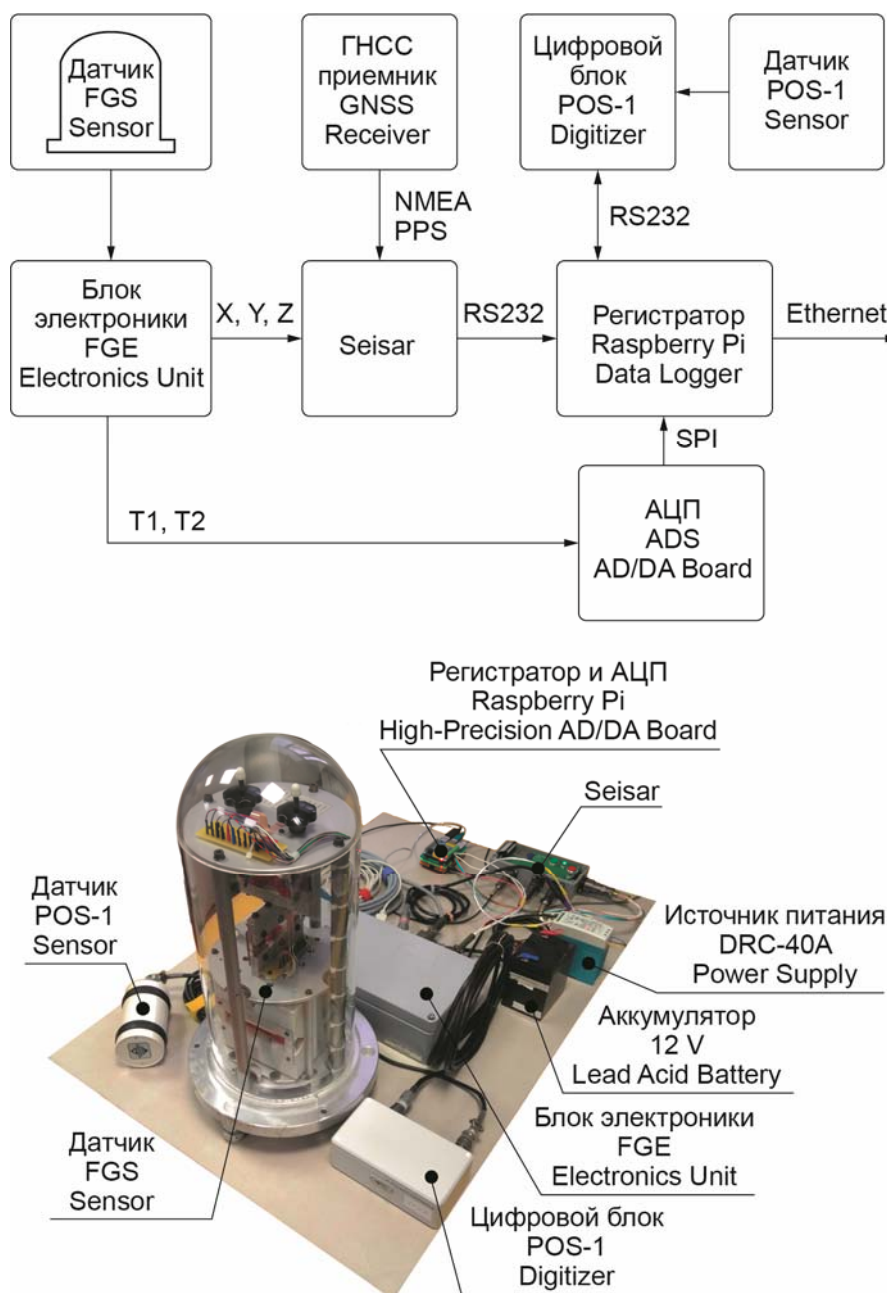 Датчик
FGS
Sensor
ГНСС
приемник
GNSS
Receiver
Цифровой
блок
POS-1
Digitizer
Датчик
POS-1
Sensor
NMEA
PPS
RS232
Блок
электроники
FGE
Electronics Unit
X, Y, Z
Seisar
RS232
Регистратор
Raspberry Pi
Data Logger
Ethernet
SPI
T1, T2
АЦП
ADS
AD/DA Board
Регистратор и АЦП
Raspberry Pi
High-Precision AD/DA Board
Seisar
Датчик
POS-1
Sensor
Источник питания
DRC-40A
Power Supply
Аккумулятор
12 V
Lead Acid Battery
Блок электроники
FGE
Electronics Unit
Датчик
FGS
Sensor
Цифровой блок
POS-1
Digitizer